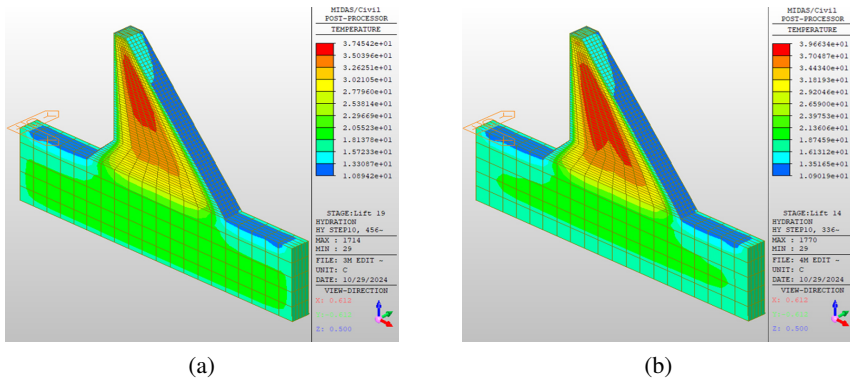 MIDAS/Civil
POST-PROCESSOR
TEMPERATURE
3.74542e+01
3.50396e+01
3.26251e+01
3.02105e+01
2.77960e+01
2.53814e+01
2.29669e+01
2.05523e+01
1.81378e+01
1.57233e+01
1.33087e+01
1.08942e+01
STAGE:Lift 19
HYDRATION
HY STEP10, 456~
MAX : 1714
MIN : 29
FILE: 3M EDIT ~
UNIT: C
DATE: 10/29/2024
VIEW-DIRECTION
X: 0.612
Z: 0.500
(a)
MIDAS/Civil
POST-PROCESSOR
TEMPERATURE
3.96634e+01
3.70487e+01
3.44340e+01
3.18193e+01
2.92046e+01
2.65900e+01
2.39753e+01
2.13606e+01
1.87459e+01
1.61312e+01
1.35165e+01
1.09019e+01
STAGE:Lift 14
HYDRATION
HY STEP10, 336~
MAX : 1770
MIN : 29
FILE: 4M EDIT ~
UNIT: C
DATE: 10/29/2024
VIEW-DIRECTION
X: 0.612
Z: 0.500
(b)